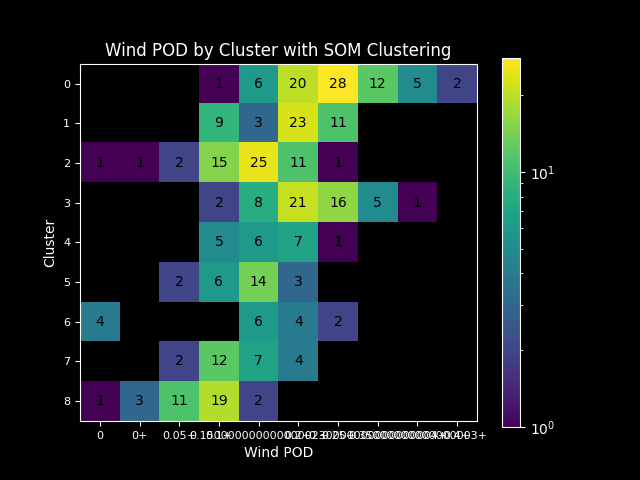 Wind POD by Cluster with SOM Clustering
0 1 6 20 28 12 5 2
1 9 3 23 11
2 1 1 2 15 25 11 1
3 2 8 21 16 5 1
4 5 6 7 1
5 2 6 14 3
6 4 6 4 2
7 2 12 7 4
8 1 3 11 19 2
Cluster
0 0+ 0.05+
Wind POD
10¹
10⁰